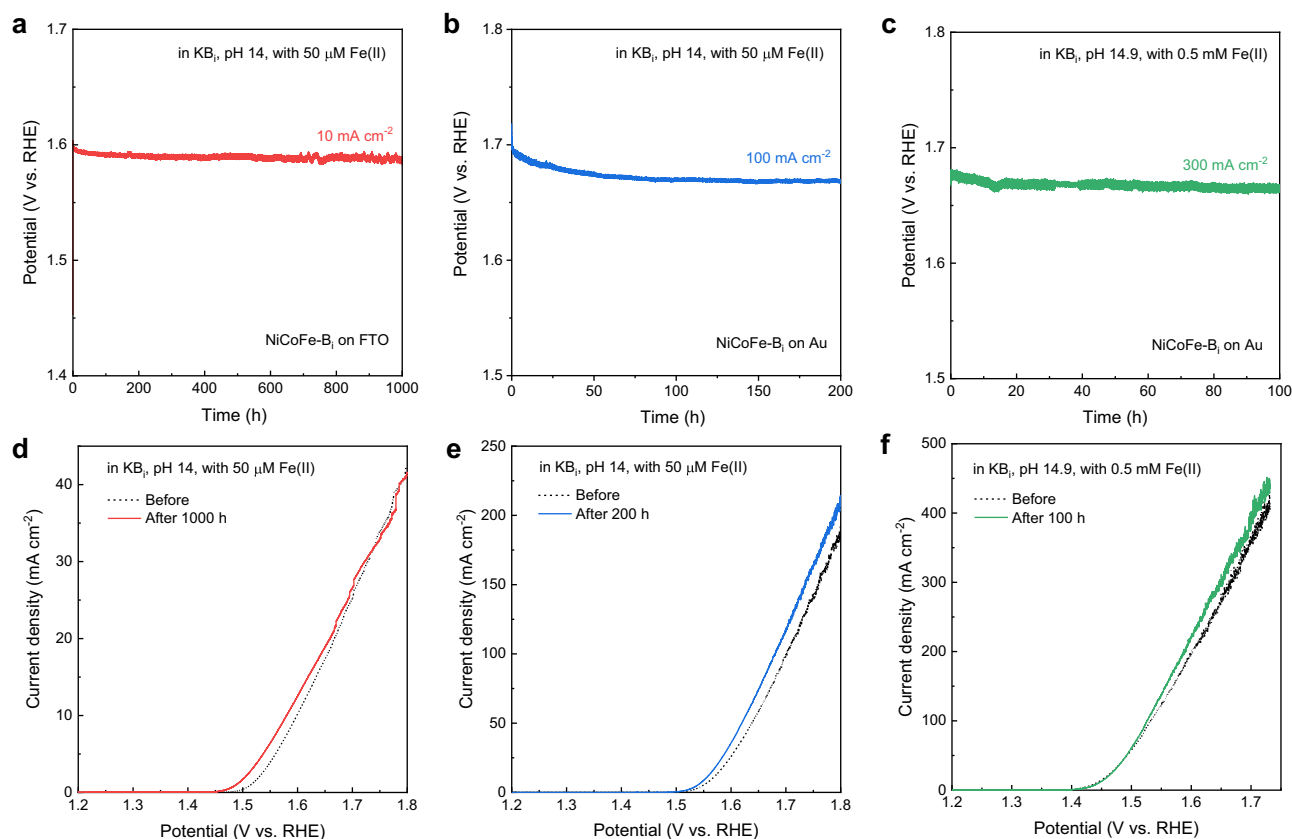 a
in KBi, pH 14, with 50 μM Fe(II)
10 mA cm-2
NiCoFe-Bi on FTO
Potential (V vs. RHE)
1.7
1.6
1.5
1.4
0 200 400 600 800 1000
Time (h)
b
in KBi, pH 14, with 50 μM Fe(II)
100 mA cm-2
NiCoFe-Bi on Au
Potential (V vs. RHE)
1.8
1.7
1.6
1.5
0 50 100 150 200
Time (h)
c
in KBi, pH 14.9, with 0.5 mM Fe(II)
300 mA cm-2
NiCoFe-Bi on Au
Potential (V vs. RHE)
1.8
1.7
1.6
1.5
0 20 40 60 80 100
Time (h)
d
in KBi, pH 14, with 50 μM Fe(II)
Before
After 1000 h
Current density (mA cm-2)
40
30
20
10
0
1.2 1.3 1.4 1.5 1.6 1.7 1.8
Potential (V vs. RHE)
e
in KBi, pH 14, with 50 μM Fe(II)
Before
After 200 h
Current density (mA cm-2)
250
200
150
100
50
0
1.2 1.3 1.4 1.5 1.6 1.7 1.8
Potential (V vs. RHE)
f
in KBi, pH 14.9, with 0.5 mM Fe(II)
Before
After 100 h
Current density (mA cm-2)
500
400
300
200
100
0
1.2 1.3 1.4 1.5 1.6 1.7
Potential (V vs. RHE)